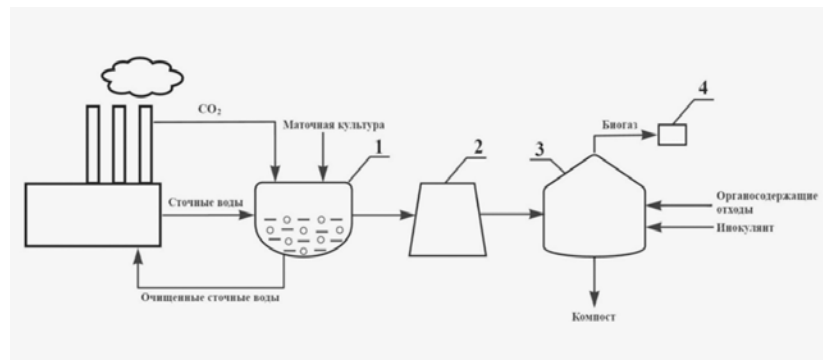 4
CO₂
Биогаз
Маточная культура
1
2
3
Органосодержащие
отходы
Сточные воды
Инокулянт
Очищенные сточные воды
Компост